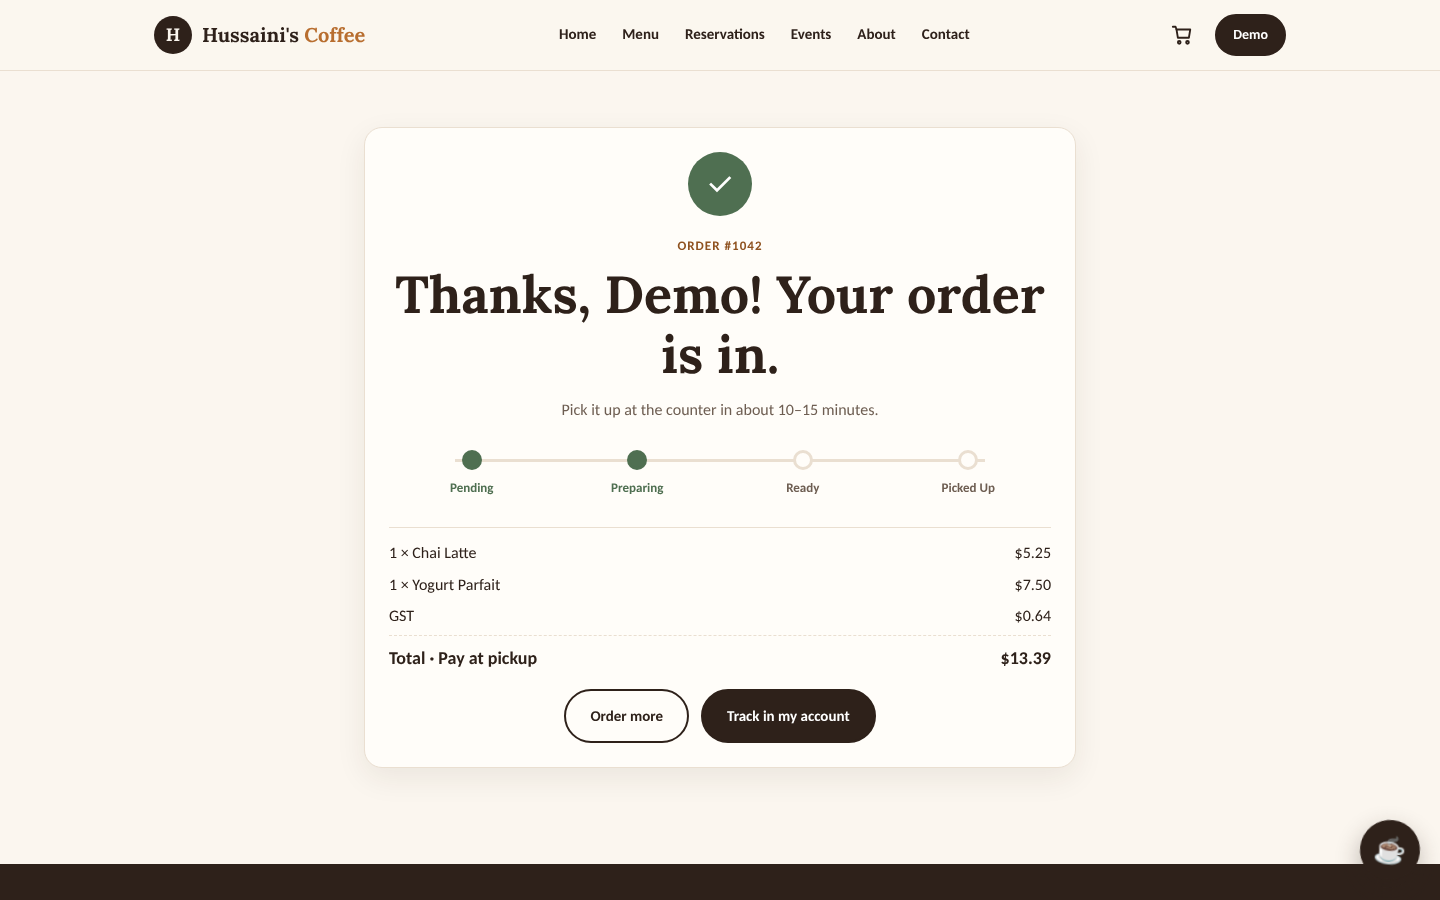 H Hussaini's Coffee Home Menu Reservations Events About Contact Demo
ORDER #1042
Thanks, Demo! Your order
is in.
Pick it up at the counter in about 10–15 minutes.
Pending Preparing Ready Picked Up
1 × Chai Latte $5.25
1 × Yogurt Parfait $7.50
GST $0.64
Total · Pay at pickup $13.39
Order more Track in my account